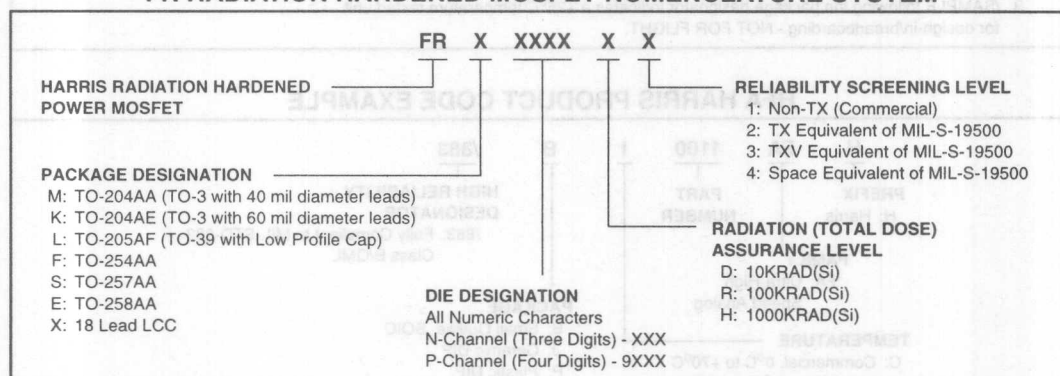 FR X XXXX X X
HARRIS RADIATION HARDENED
POWER MOSFET
PACKAGE DESIGNATION
M: TO-204AA (TO-3 with 40 mil diameter leads)
K: TO-204AE (TO-3 with 60 mil diameter leads)
L: TO-205AF (TO-39 with Low Profile Cap)
F: TO-254AA
S: TO-257AA
E: TO-258AA
X: 18 Lead LCC
DIE DESIGNATION
All Numeric Characters
N-Channel (Three Digits) - XXX
P-Channel (Four Digits) - 9XXX
RELIABILITY SCREENING LEVEL
1: Non-TX (Commercial)
2: TX Equivalent of MIL-S-19500
3: TXV Equivalent of MIL-S-19500
4: Space Equivalent of MIL-S-19500
RADIATION (TOTAL DOSE)
ASSURANCE LEVEL
D: 10KRAD(Si)
R: 100KRAD(Si)
H: 1000KRAD(Si)